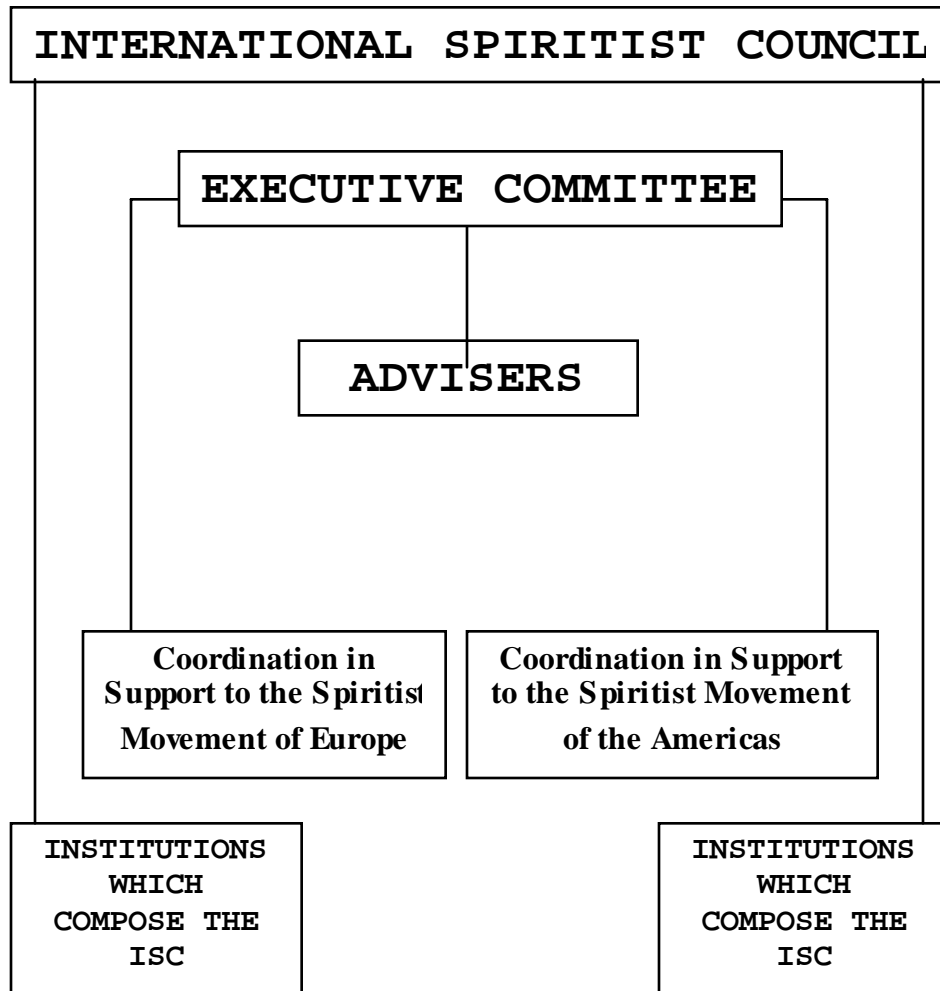 INTERNATIONAL SPIRITIST COUNCIL
EXECUTIVE COMMITTEE
ADVISERS
Coordination in
Support to the Spiritist
Movement of Europe
Coordination in Support
to the Spiritist Movement
of the Americas
INSTITUTIONS
WHICH
COMPOSE THE
ISC
INSTITUTIONS
WHICH
COMPOSE THE
ISC